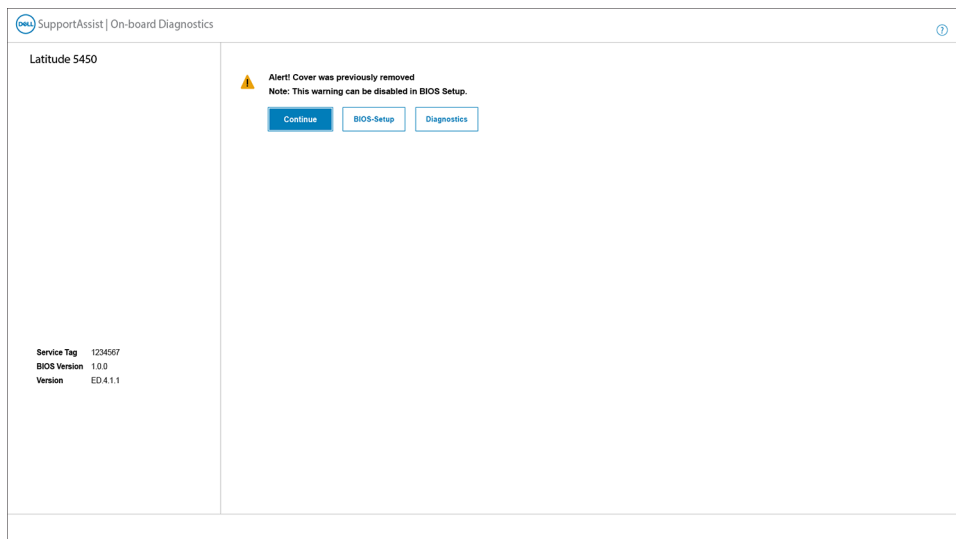 DELL SupportAssist | On-board Diagnostics
?
Latitude 5450
Alert! Cover was previously removed
Note: This warning can be disabled in BIOS Setup.
Continue BIOS-Setup Diagnostics
Service Tag 1234567
BIOS Version 1.0.0
Version ED.4.1.1